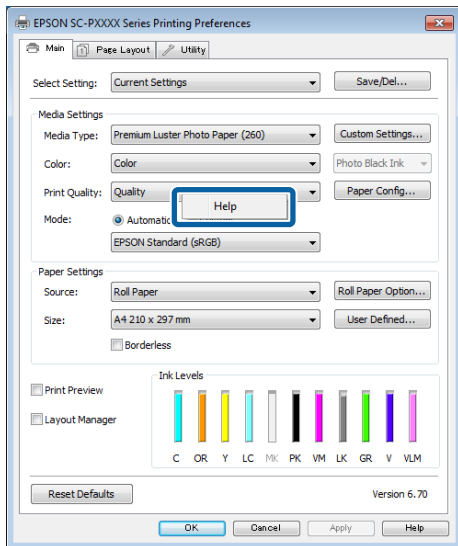 EPSON SC-PXXXX Series Printing Preferences
Main Page Layout Utility
Select Setting: Current Settings Save/Del...
Media Settings
Media Type: Premium Luster Photo Paper (260) Custom Settings...
Color: Color Photo Black Ink
Print Quality: Quality Paper Config...
Help
Mode: Automatic
EPSON Standard (sRGB)
Paper Settings
Source: Roll Paper Roll Paper Option...
Size: A4 210 x 297 mm User Defined...
Borderless
Ink Levels
Print Preview
Layout Manager
C OR Y LC MK PK VM LK GR V VLM
Reset Defaults Version 6.70
OK Cancel Apply Help